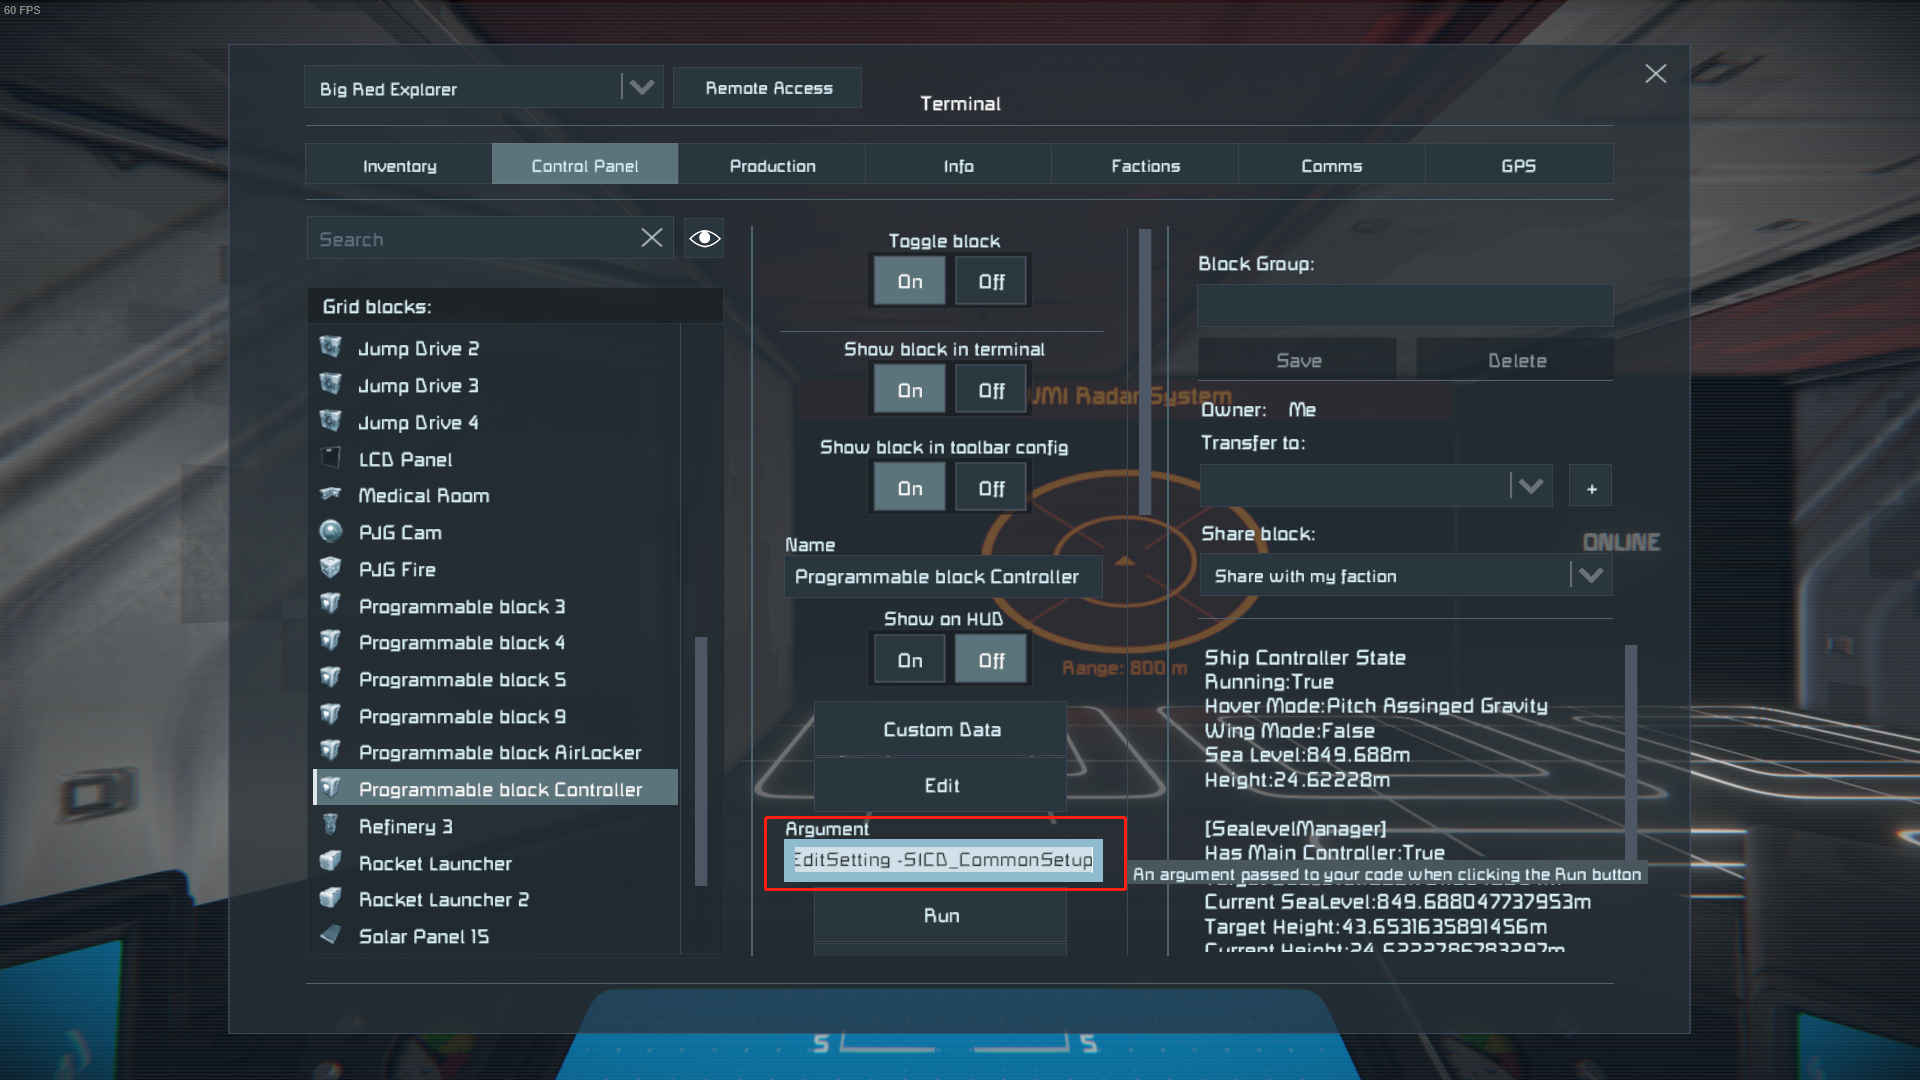 60 FPS
Big Red Explorer
Remote Access
Terminal
Inventory
Control Panel
Production
Info
Factions
Comms
GPS
Search
Grid blocks:
Jump Drive 2
Jump Drive 3
Jump Drive 4
LCD Panel
Medical Room
PJG Cam
PJG Fire
Programmable block 3
Programmable block 4
Programmable block 5
Programmable block 9
Programmable block AirLocker
Programmable block Controller
Refinery 3
Rocket Launcher
Rocket Launcher 2
Solar Panel 15
Toggle block
On Off
Show block in terminal
On Off
Show block in toolbar config
On Off
Name
Programmable block Controller
Show on HUD
On Off
Custom Data
Edit
Argument
EditSetting -SICD_CommonSetup
Run
Radar System
Range: 800 m
ONLINE
Block Group:
Save
Delete
Owner: Me
Transfer to:
+
Share block:
Share with my faction
Ship Controller State
Running:True
Hover Mode:Pitch Assinged Gravity
Wing Mode:False
Sea Level:849.688m
Height:24.62228m
[SealevelManager]
Has Main Controller:True
An argument passed to your code when clicking the Run button
Current SeaLevel:849.688047737953m
Target Height:43.6531635891456m
Current Height:24.6222786783297m
5 5